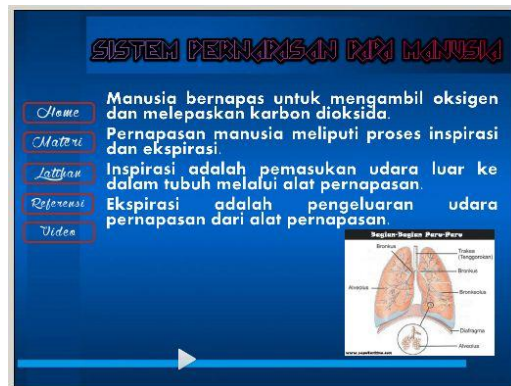 SISTEM PERNAPASAN PADA MANUSIA
Home
Materi
Latihan
Referensi
Video
Manusia bernapas untuk mengambil oksigen
dan melepaskan karbon dioksida.
Pernapasan manusia meliputi proses inspirasi
dan ekspirasi.
Inspirasi adalah pemasukan udara luar ke
dalam tubuh melalui alat pernapasan.
Ekspirasi adalah pengeluaran udara
pernapasan dari alat pernapasan.
Bagian-Bagian Paru-Paru
Bronkus
Trakea
(Tenggorokan)
Bronkus
Alveolus
Bronkeolus
Diafragma
Alveolus